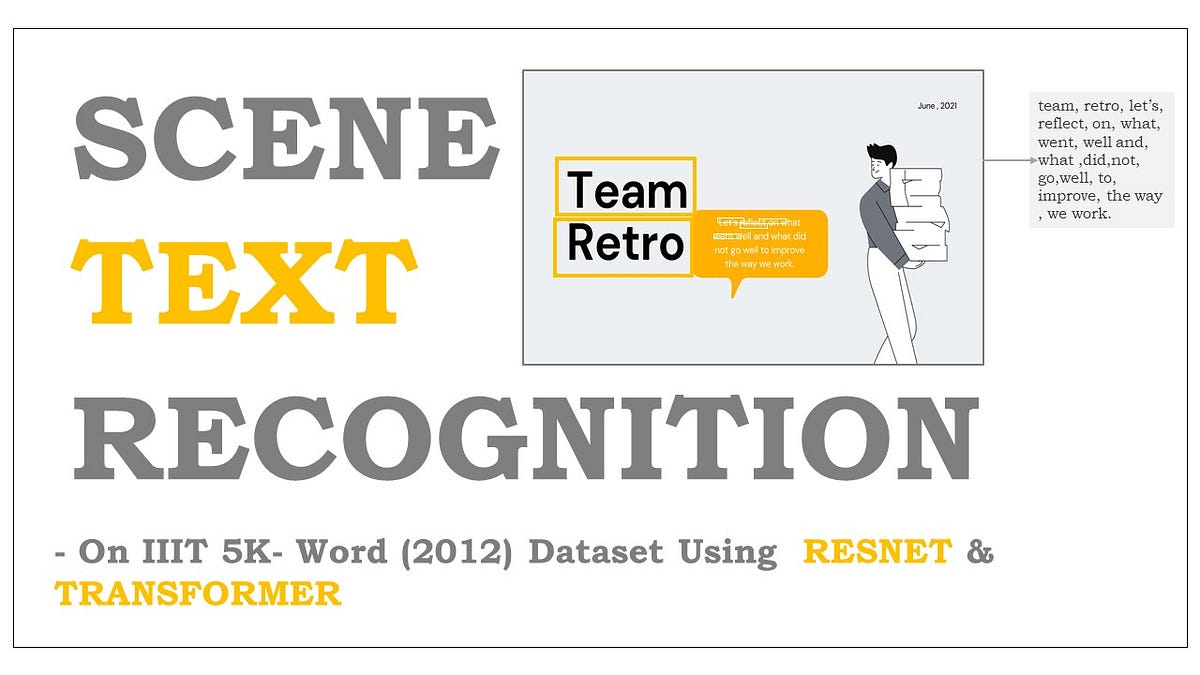 SCENE
TEXT
RECOGNITION
June , 2021
Team
Retro
Let's reflect on what
went well and what did
not go well to improve
the way we work.
team, retro, let's,
reflect, on, what,
went, well and,
what ,did,not,
go,well, to,
improve, the way
, we work.
- On IIIT 5K- Word (2012) Dataset Using RESNET &
TRANSFORMER